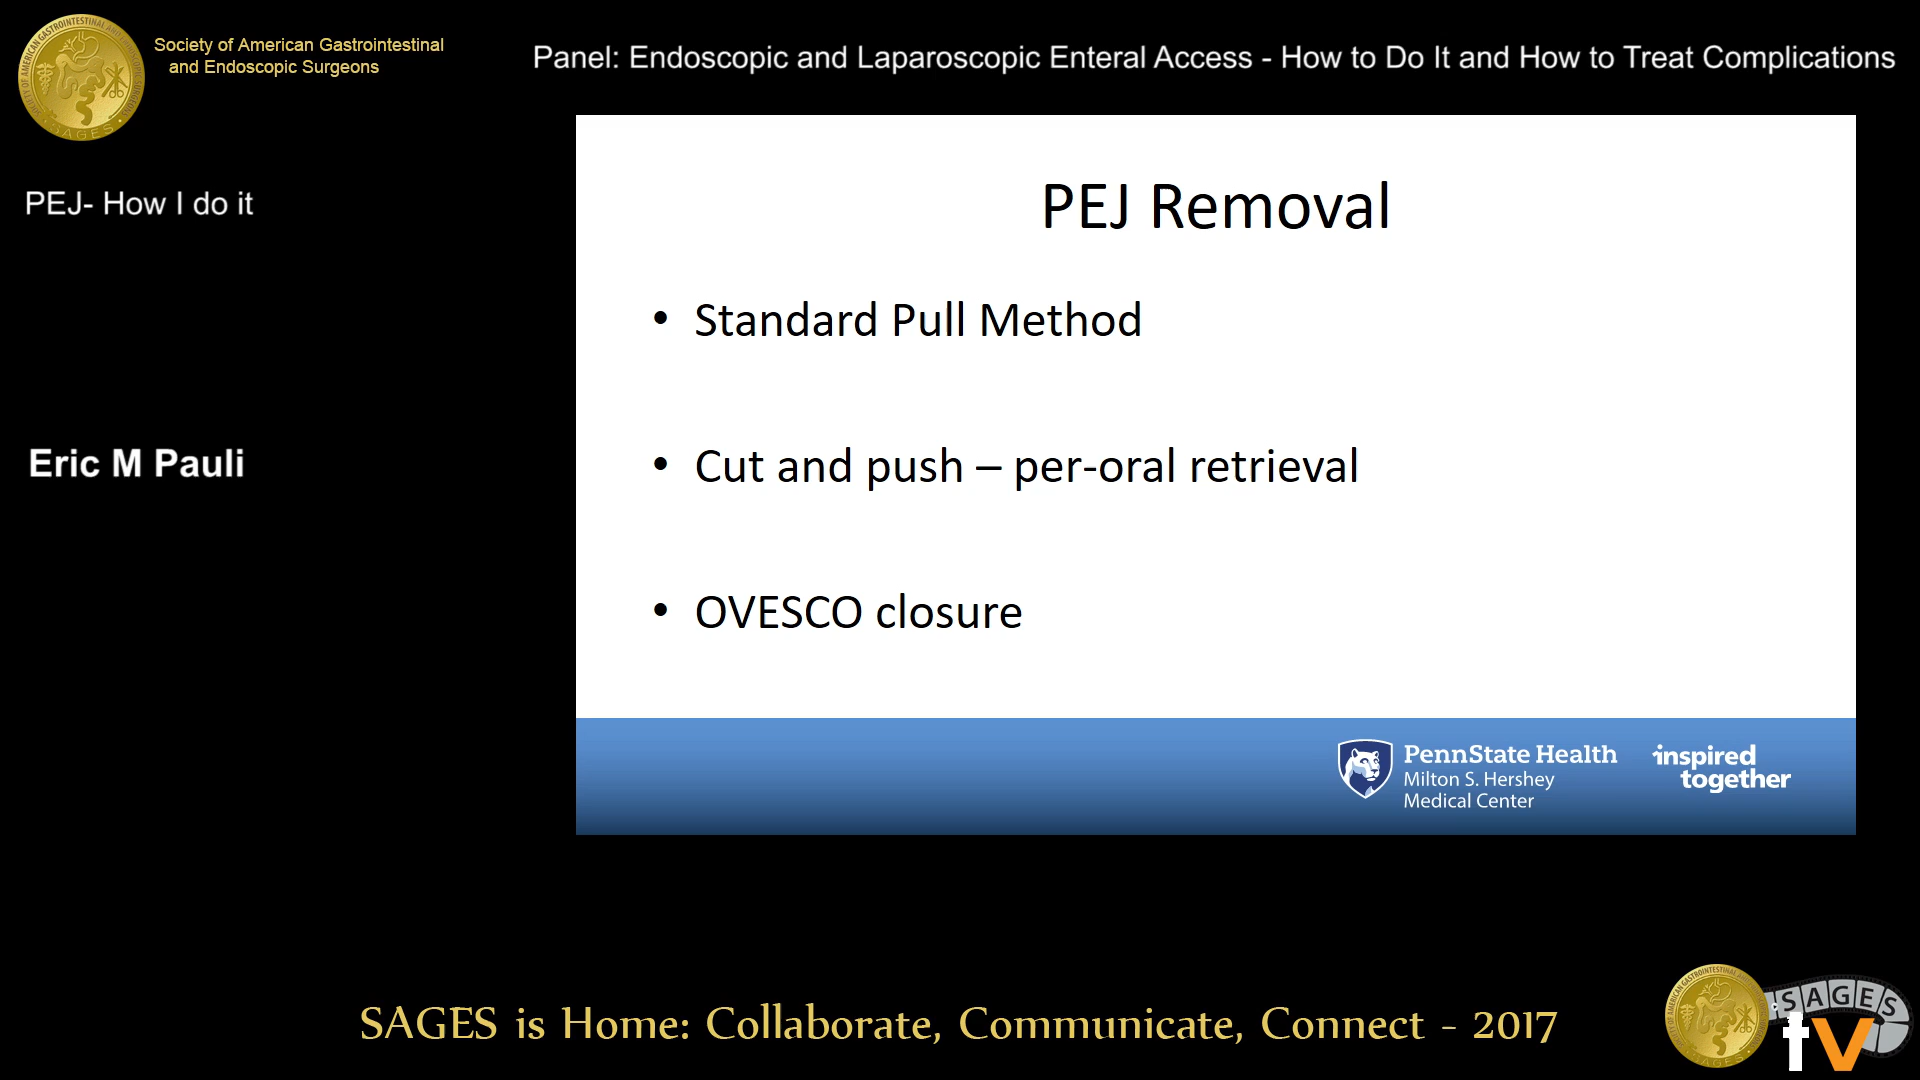 Society of American Gastrointestinal
and Endoscopic Surgeons
Panel: Endoscopic and Laparoscopic Enteral Access - How to Do It and How to Treat Complications
PEJ- How I do it
Eric M Pauli
PEJ Removal
• Standard Pull Method
• Cut and push – per-oral retrieval
• OVESCO closure
PennState Health
Milton S. Hershey
Medical Center
inspired
together
SAGES is Home: Collaborate, Communicate, Connect - 2017
SAGES
tv